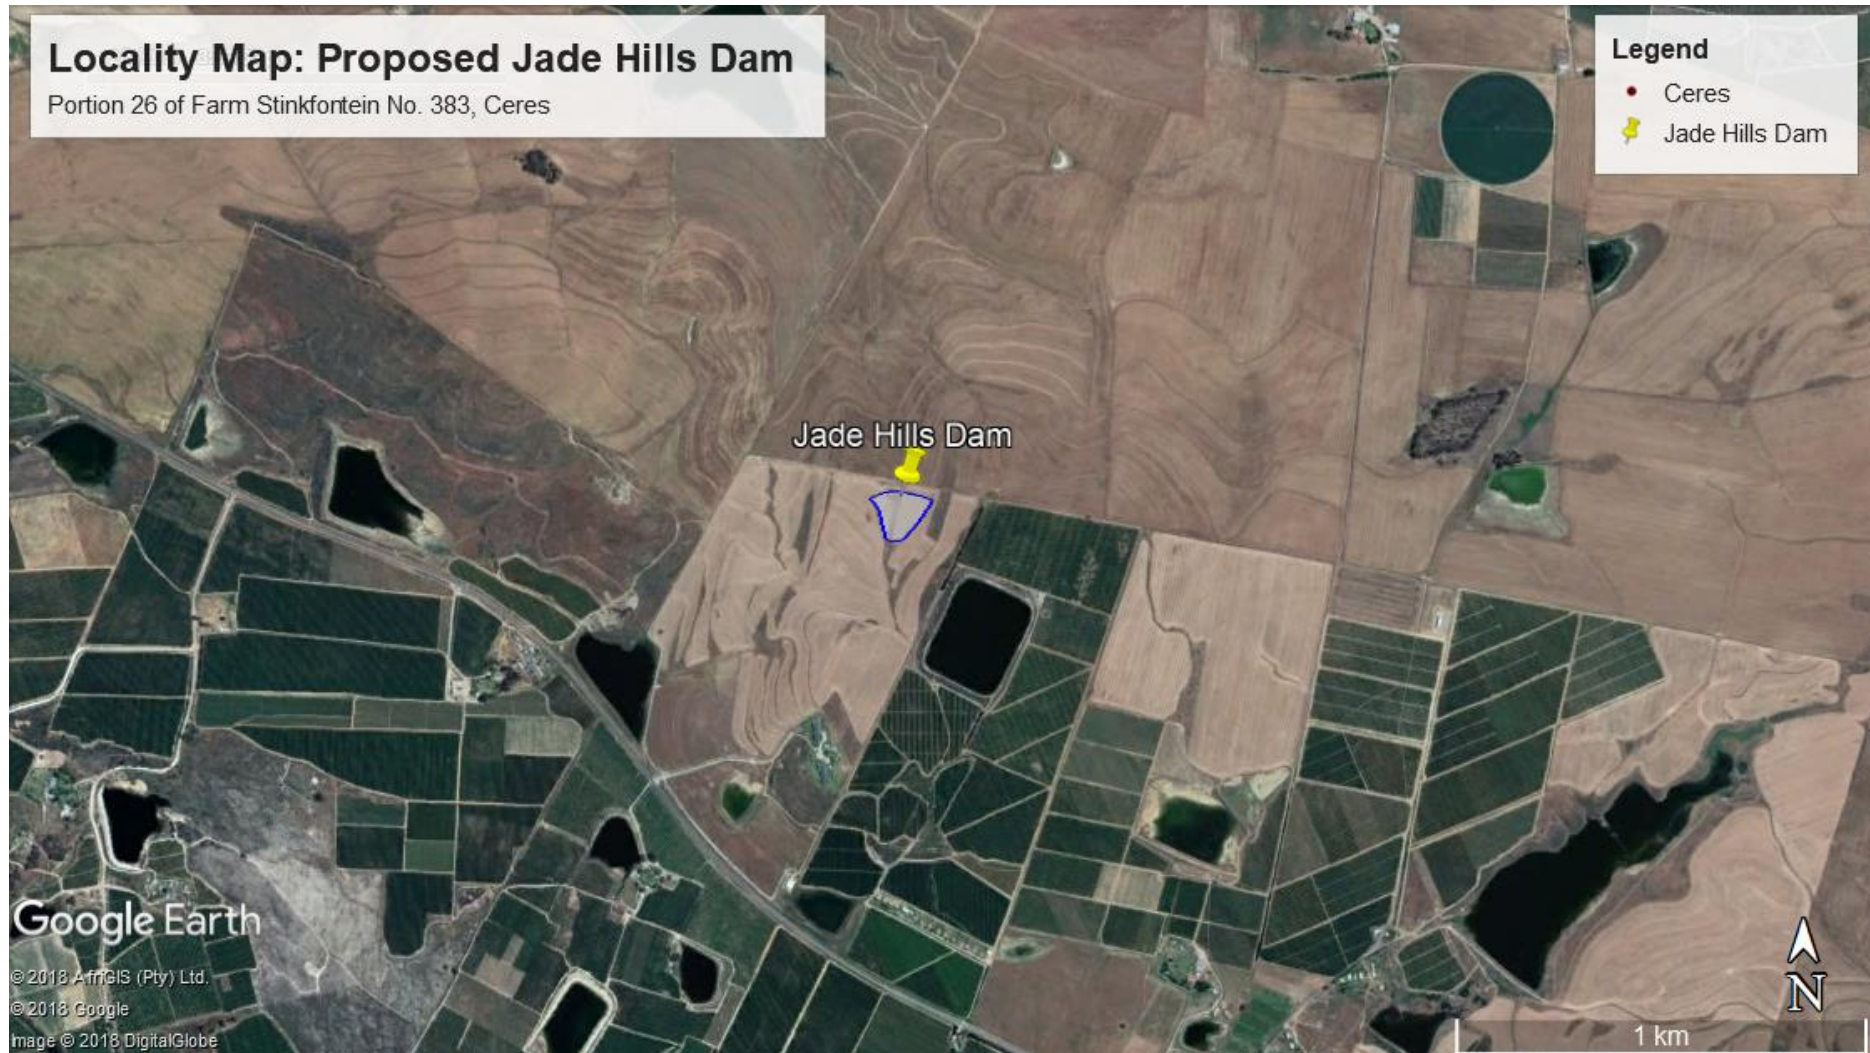 Locality Map: Proposed Jade Hills Dam
Portion 26 of Farm Stinkfontein No. 383, Ceres
Legend
Ceres
Jade Hills Dam
Jade Hills Dam
Google Earth
© 2018 AfriGIS (Pty) Ltd.
© 2018 Google
Image © 2018 DigitalGlobe
N
1 km